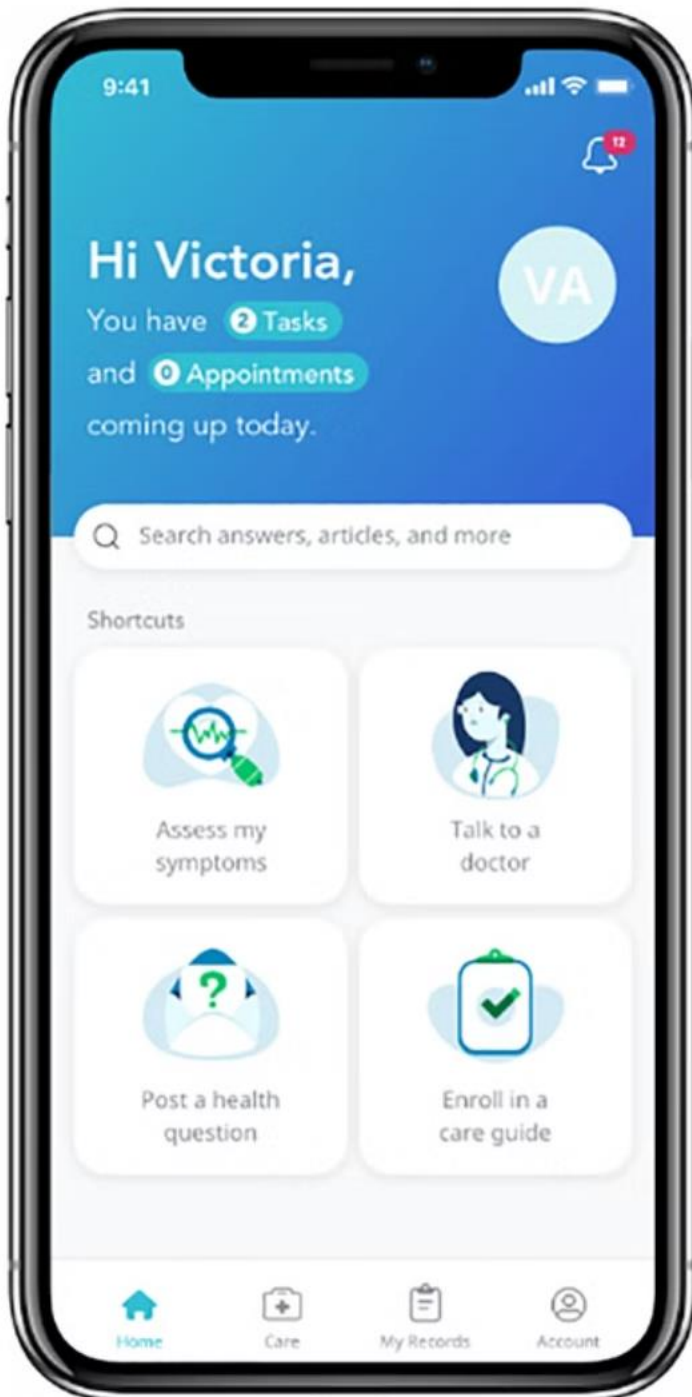 9:41
12
Hi Victoria,
VA
You have 2 Tasks
and 0 Appointments
coming up today.
Search answers, articles, and more
Shortcuts
Assess my
symptoms
Talk to a
doctor
?
Post a health
question
Enroll in a
care guide
Home
Care
My Records
Account